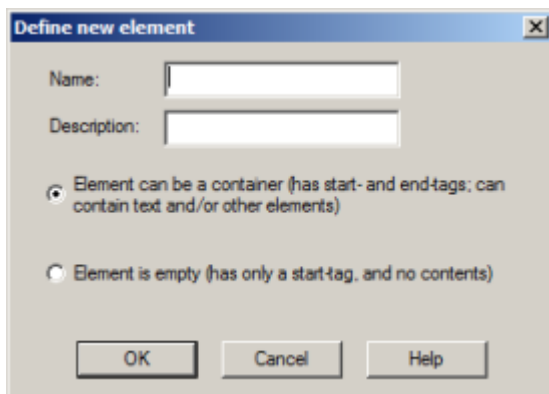 Define new element
Name:
Description:
Element can be a container (has start- and end-tags; can
contain text and/or other elements)
Element is empty (has only a start-tag, and no contents)
OK Cancel Help